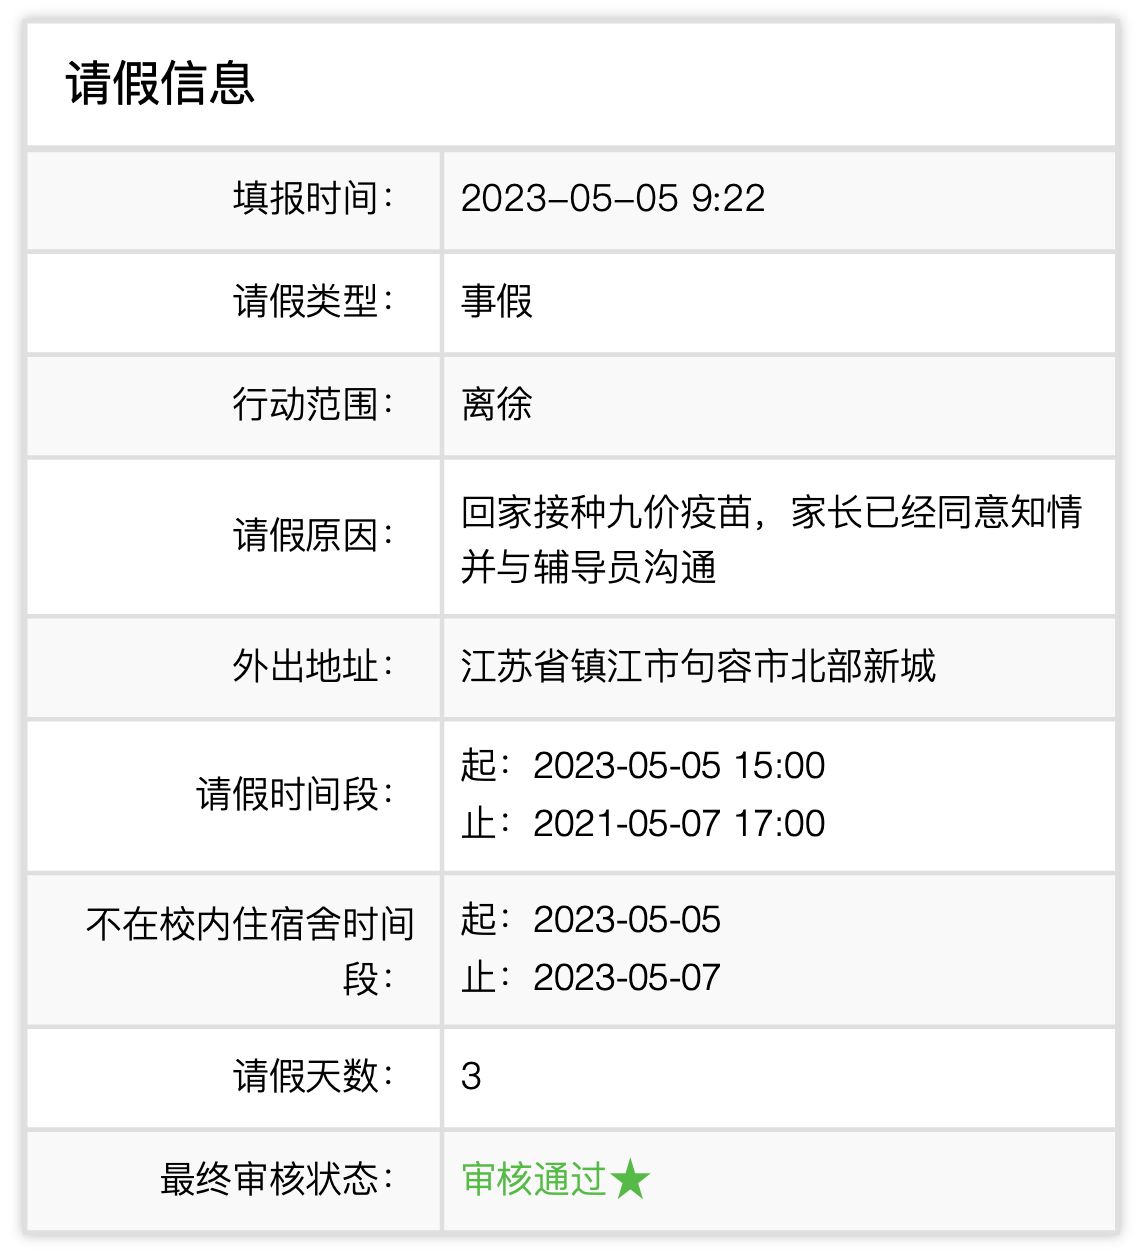 请假信息
填报时间： 2023–05–05 9:22
请假类型： 事假
行动范围： 离徐
请假原因： 回家接种九价疫苗，家长已经同意知情
并与辅导员沟通
外出地址： 江苏省镇江市句容市北部新城
请假时间段： 起：2023-05-05 15:00
止：2021-05-07 17:00
不在校内住宿舍时间
段： 起：2023-05-05
止：2023-05-07
请假天数： 3
最终审核状态： 审核通过★